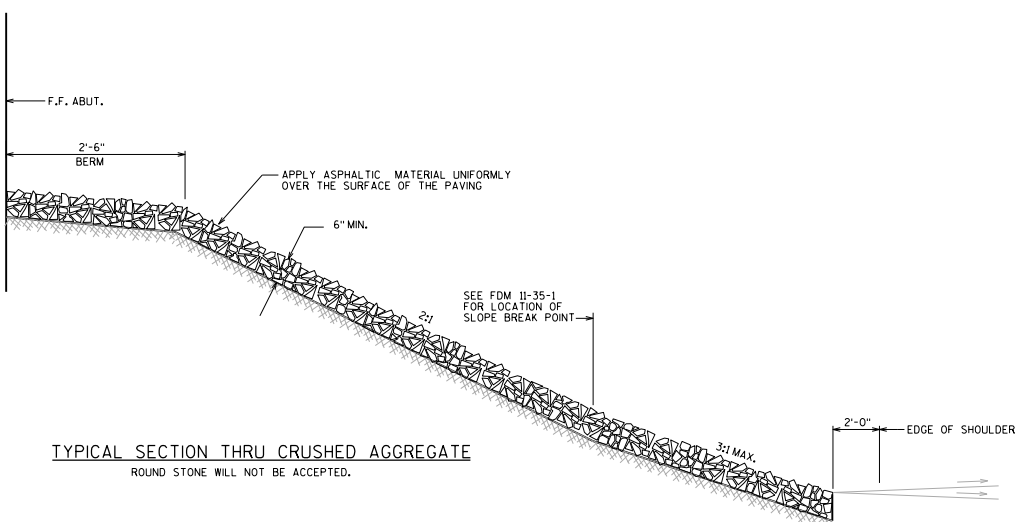 F.F. ABUT.
2'-6"
BERM
APPLY ASPHALTIC MATERIAL UNIFORMLY
OVER THE SURFACE OF THE PAVING
6" MIN.
SEE FDM 11-35-1
FOR LOCATION OF
SLOPE BREAK POINT
2:1
2'-0"
EDGE OF SHOULDER
3:1 MAX.
TYPICAL SECTION THRU CRUSHED AGGREGATE
ROUND STONE WILL NOT BE ACCEPTED.